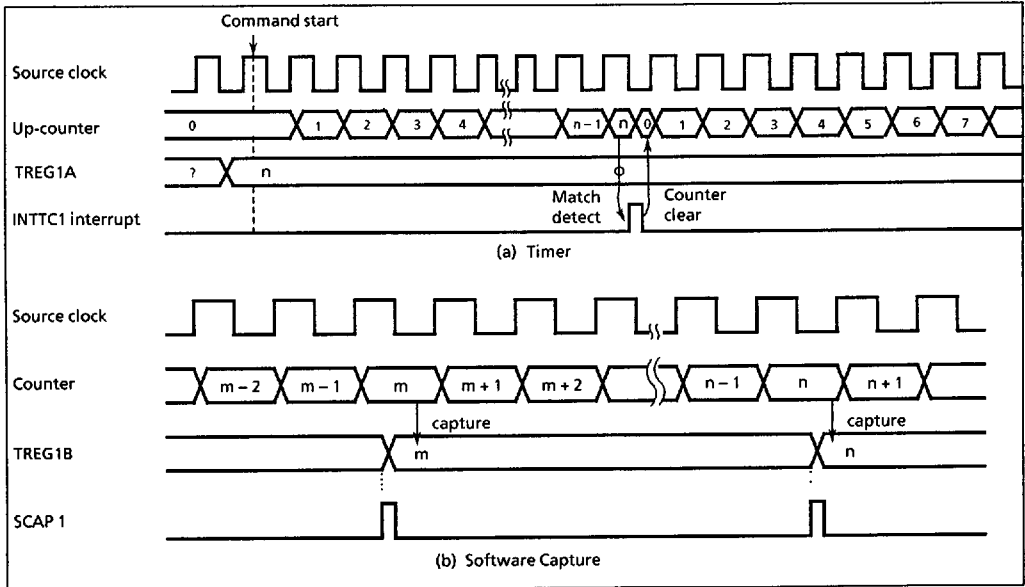 Command start
Source clock
Up-counter 0 1 2 3 4 n – 1 n 0 1 2 3 4 5 6 7
TREG1A ? n
INTTC1 interrupt Match detect Counter clear
(a) Timer
Source clock
Counter m – 2 m – 1 m m + 1 m + 2 n – 1 n n + 1
capture capture
TREG1B m n
SCAP 1
(b) Software Capture